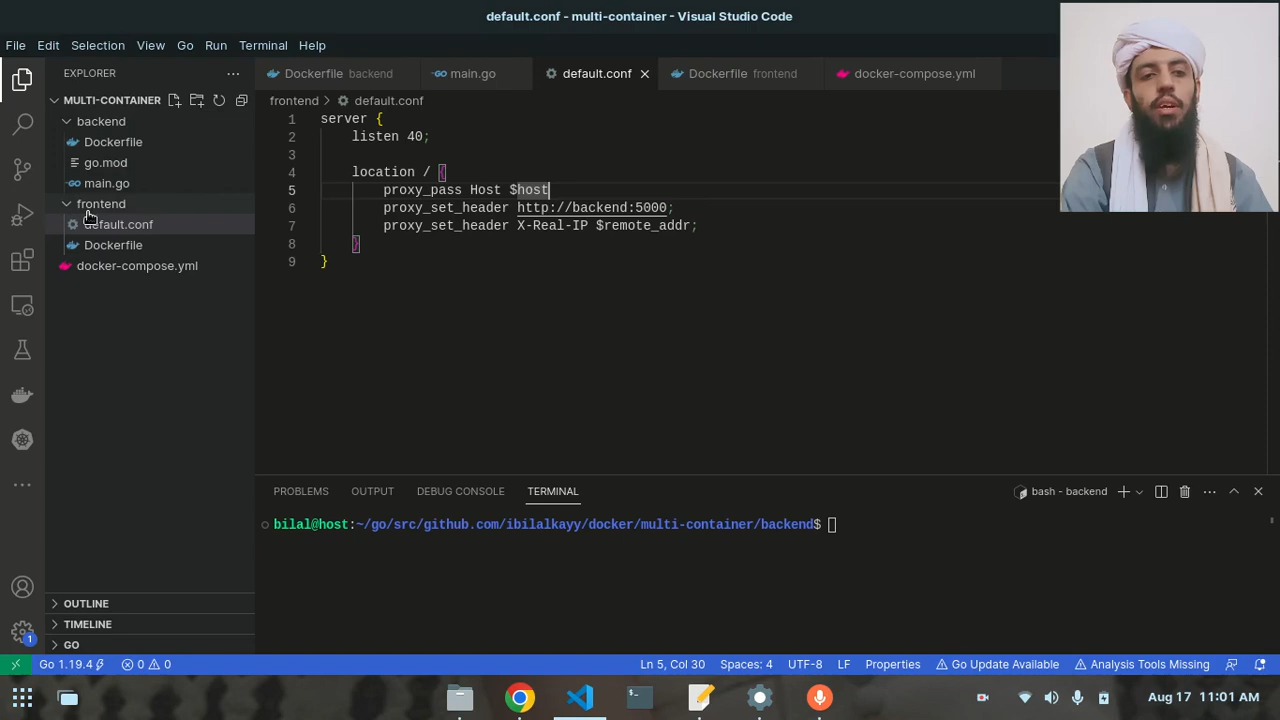 default.conf - multi-container - Visual Studio Code
File Edit Selection View Go Run Terminal Help
EXPLORER
MULTI-CONTAINER
backend
Dockerfile
go.mod
main.go
frontend
default.conf
Dockerfile
docker-compose.yml
OUTLINE
TIMELINE
GO
Dockerfile backend main.go default.conf Dockerfile frontend docker-compose.yml
frontend default.conf
1 server {
2 listen 40;
3
4 location / {
5 proxy_pass Host $host
6 proxy_set_header http://backend:5000;
7 proxy_set_header X-Real-IP $remote_addr;
8 }
9 }
PROBLEMS OUTPUT DEBUG CONSOLE TERMINAL bash - backend
bilal@host:~/go/src/github.com/ibilalkayy/docker/multi-container/backend$
1
Go 1.19.4 0 0 Ln 5, Col 30 Spaces: 4 UTF-8 LF Properties Go Update Available Analysis Tools Missing
Aug 17 11:01 AM